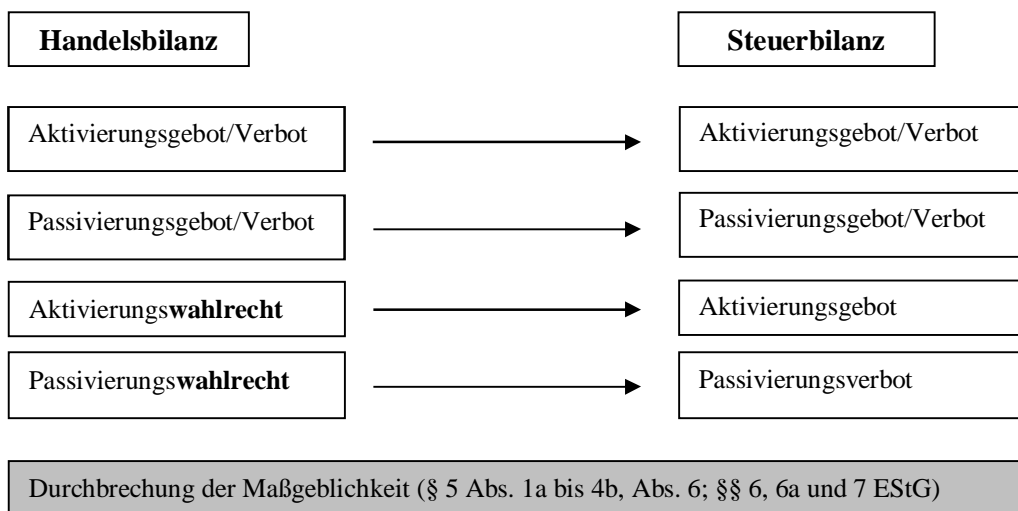 Handelsbilanz Steuerbilanz
Aktivierungsgebot/Verbot Aktivierungsgebot/Verbot
Passivierungsgebot/Verbot Passivierungsgebot/Verbot
Aktivierungswahlrecht Aktivierungsgebot
Passivierungswahlrecht Passivierungsverbot
Durchbrechung der Maßgeblichkeit (§ 5 Abs. 1a bis 4b, Abs. 6; §§ 6, 6a und 7 EStG)